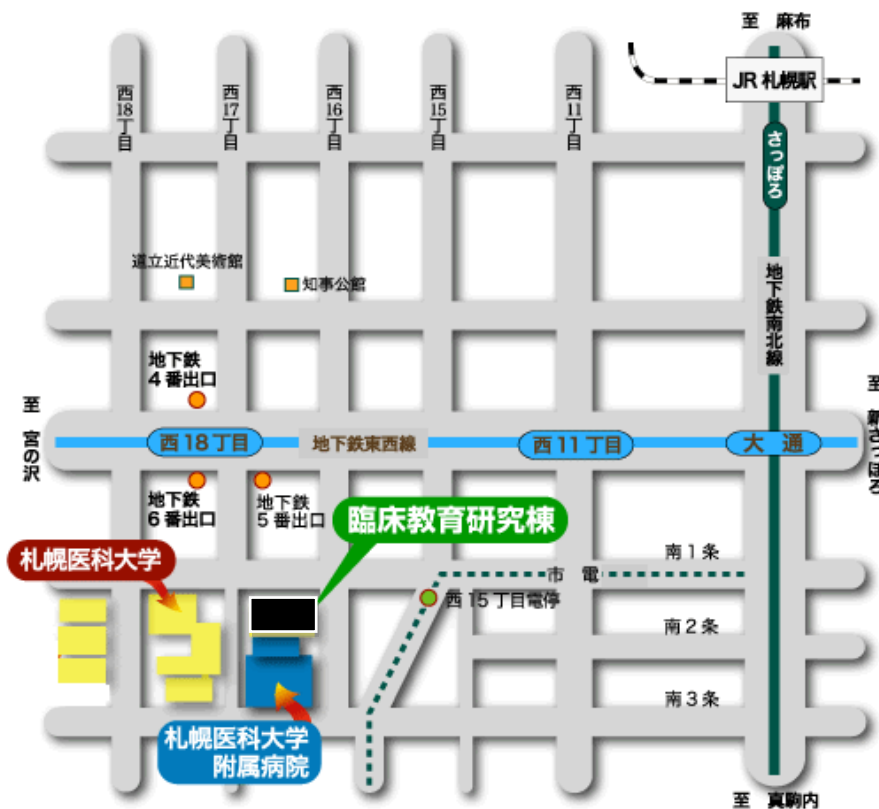 至　麻布
JR 札幌駅
さっぽろ
西18丁目
西17丁目
西16丁目
西15丁目
西11丁目
地下鉄南北線
道立近代美術館
知事公館
地下鉄
4番出口
至　宮の沢
至　新さっぽろ
西18丁目
地下鉄東西線
西11丁目
大　通
地下鉄
6番出口
地下鉄
5番出口
臨床教育研究棟
札幌医科大学
南1条
市　電
西15丁目電停
南2条
南3条
札幌医科大学
附属病院
至　真駒内